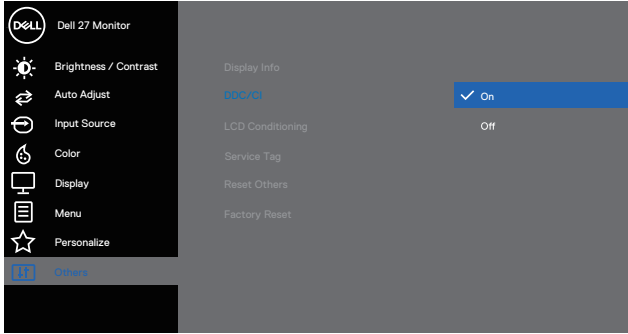 DELL
Dell 27 Monitor
Brightness / Contrast
Auto Adjust
Input Source
Color
Display
Menu
Personalize
Others
Display Info
DDC/CI
LCD Conditioning
Service Tag
Reset Others
Factory Reset
On
Off